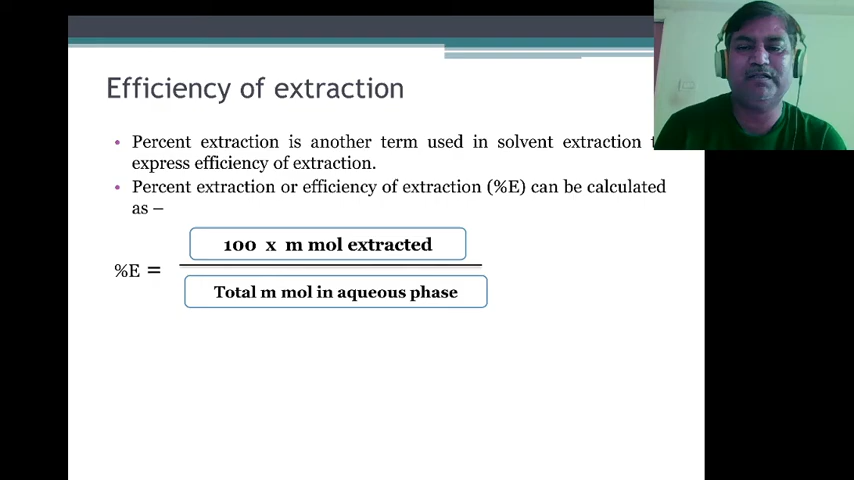 Efficiency of extraction
• Percent extraction is another term used in solvent extraction
express efficiency of extraction.
• Percent extraction or efficiency of extraction (%E) can be calculated
as –
100 x m mol extracted
%E =
Total m mol in aqueous phase